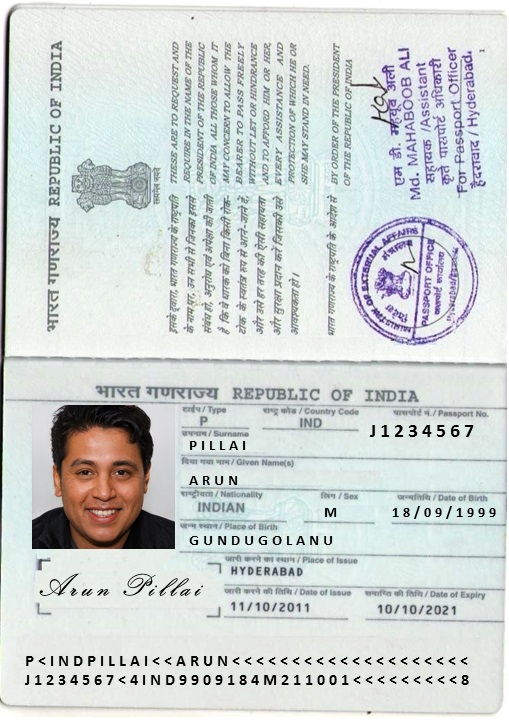 भारत गणराज्य REPUBLIC OF INDIA
सत्यमेव जयते
इसके द्वारा, भारत गणराज्य के राष्ट्रपति
है कि वे धारक को बिना किसी रोक-
टोक के स्वतंत्र रूप से आने-जाने दें,
और उसे हर तरह की ऐसी सहायता
और सुरक्षा प्रदान करें जिसकी उसे
आवश्यकता हो।
भारत गणराज्य के राष्ट्रपति के आदेश से
THESE ARE TO REQUEST AND
REQUIRE IN THE NAME OF THE
PRESIDENT OF THE REPUBLIC
OF INDIA ALL THOSE WHOM IT
MAY CONCERN TO ALLOW THE
BEARER TO PASS FREELY
WITHOUT LET OR HINDRANCE
AND TO AFFORD HIM OR HER,
EVERY ASSISTANCE AND
PROTECTION OF WHICH HE OR
SHE MAY STAND IN NEED.
BY ORDER OF THE PRESIDENT
OF THE REPUBLIC OF INDIA
एम डी. महबूब अली
Md. MAHABOOB ALI
सहायक /Assistant
कृते पासपोर्ट अधिकारी
For Passport Officer
हैदराबाद / Hyderabad.
MINISTRY OF EXTERNAL AFFAIRS
PASSPORT OFFICE
भारत गणराज्य REPUBLIC OF INDIA
टाईप / Type
राष्ट्र कोड / Country Code
पासपोर्ट नं. / Passport No.
P
IND
J1234567
उपनाम / Surname
PILLAI
दिया गया नाम / Given Name(s)
ARUN
राष्ट्रीयता / Nationality
लिंग / Sex
जन्मतिथि / Date of Birth
INDIAN
M
18/09/1999
जन्म स्थान / Place of Birth
GUNDUGOLANU
जारी करने का स्थान / Place of Issue
HYDERABAD
Arun Pillai
जारी करने की तिथि / Date of Issue
समाप्ति की तिथि / Date of Expiry
11/10/2011
10/10/2021
P<INDPILLAI<<ARUN<<<<<<<<<<<<<<<<<<<<
J1234567<4IND9909184M211001<<<<<<<<<8